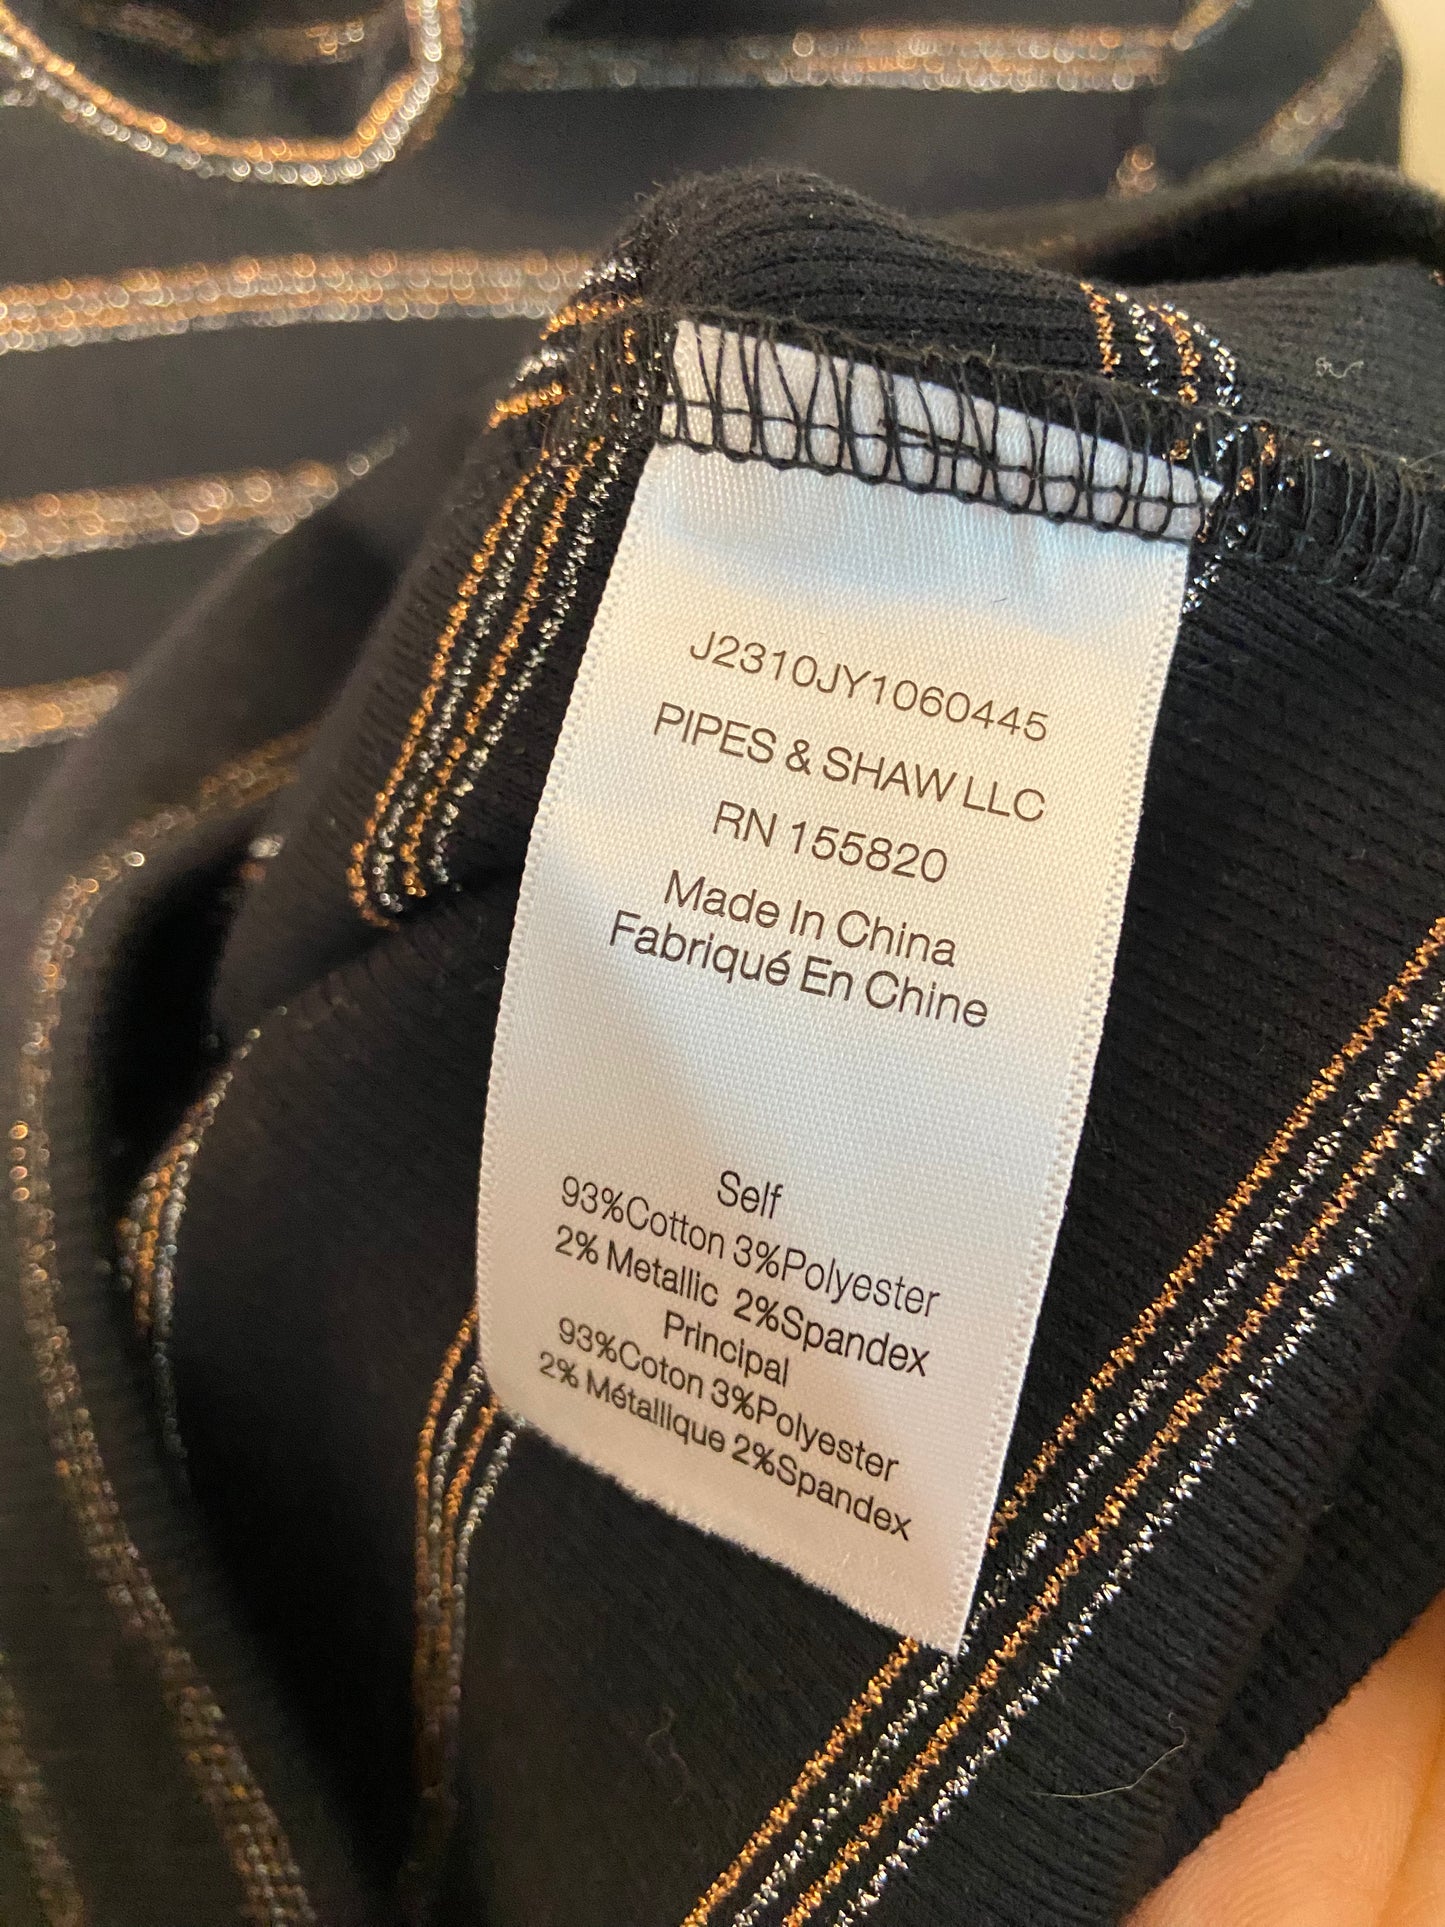 J2310JY1060445
PIPES & SHAW LLC
RN 155820
Made In China
Fabriqué En Chine
Self
93%Cotton 3%Polyester
2% Metallic 2%Spandex
Principal
93%Coton 3%Polyester
2% Métalllque 2%Spandex